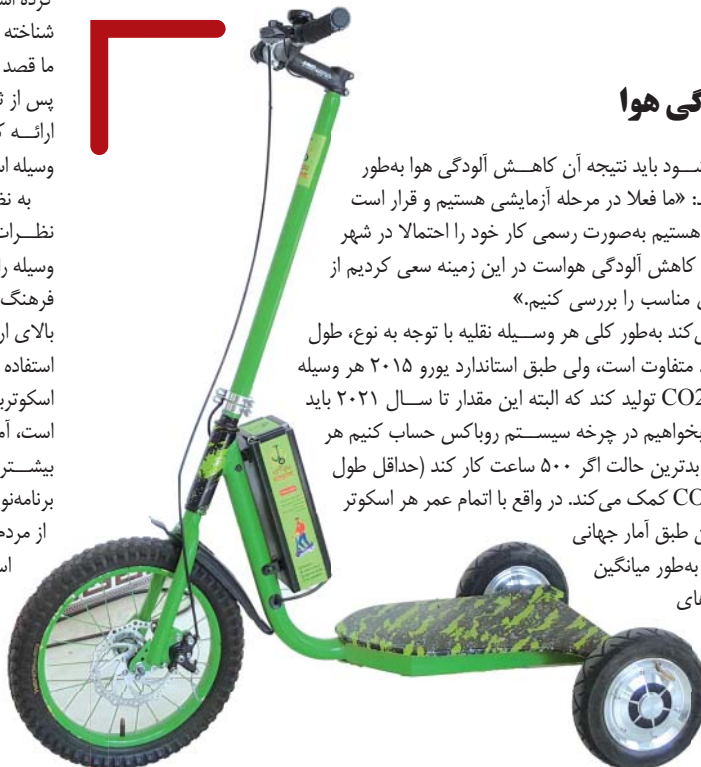 گی هوا
شــود باید نتیجه آن کاهــش آلودگی هوا به‌طور
د: «ما فعلا در مرحله آزمایشی هستیم و قرار است
هستیم به‌صورت رسمی کار خود را احتمالا در شهر
کاهش آلودگی هواست در این زمینه سعی کردیم از
مناسب را بررسی کنیم.»
ی‌کند به‌طور کلی هر وســیله نقلیه با توجه به نوع، طول
متفاوت است، ولی طبق استاندارد یورو ۲۰۱۵ هر وسیله
CO2 تولید کند که البته این مقدار تا ســال ۲۰۲۱ باید
بخواهیم در چرخه سیســتم روباکس حساب کنیم هر
بدترین حالت اگر ۵۰۰ ساعت کار کند (حداقل طول
CO کمک می‌کند. در واقع با اتمام عمر هر اسکوتر
ن طبق آمار جهانی
به‌طور میانگین
های
کرده اس
شناخته
ما قصد
پس از ث
ارائــه ک
وسیله اس
به نظ
نظــرات
وسیله را
فرهنگ
بالای ار
استفاده
اسکوتربر
است، آم
بیشــتر
برنامه‌نو
از مردم
اس